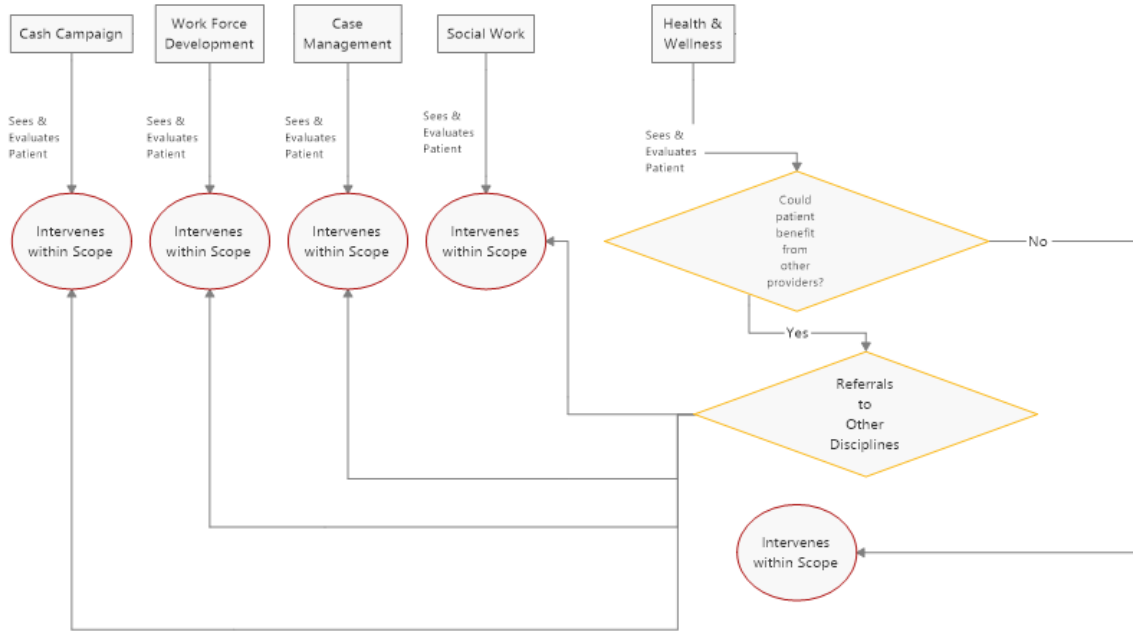 Cash Campaign
Work Force
Development
Case
Management
Social Work
Health &
Wellness
Sees &
Evaluates
Patient
Sees &
Evaluates
Patient
Sees &
Evaluates
Patient
Sees &
Evaluates
Patient
Sees &
Evaluates
Patient
Intervenes
within Scope
Intervenes
within Scope
Intervenes
within Scope
Intervenes
within Scope
Could
patient
benefit
from
other
providers?
No
Yes
Referrals
to
Other
Disciplines
Intervenes
within Scope